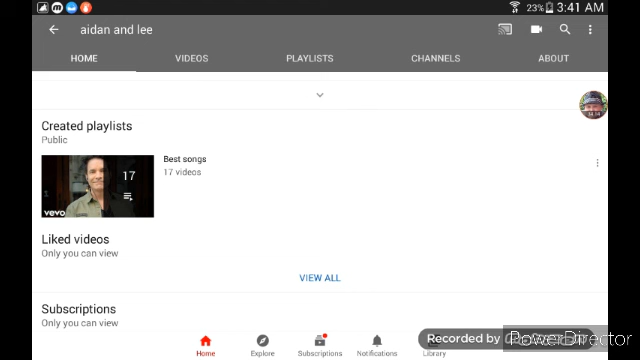 23% 3:41 AM
aidan and lee
HOME VIDEOS PLAYLISTS CHANNELS ABOUT
Created playlists
Public
17
vevo
Best songs
17 videos
Liked videos
Only you can view
VIEW ALL
Subscriptions
Only you can view
Home Explore Subscriptions Notifications Library
Recorded by
PowerDirector